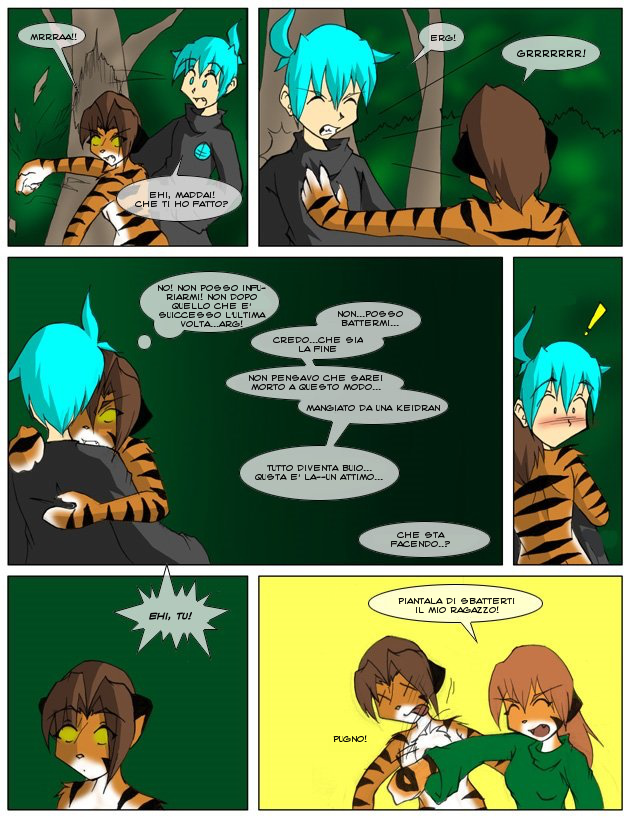 MRRRAA!!
EHI, MADDAI!
CHE TI HO FATTO?
ERG!
GRRRRRRR!
NO! NON POSSO INFU-
RIARMI! NON DOPO
QUELLO CHE E'
SUCCESSO L'ULTIMA
VOLTA...ARG!
NON...POSSO
BATTERMI...
CREDO...CHE SIA
LA FINE
NON PENSAVO CHE SAREI
MORTO A QUESTO MODO...
MANGIATO DA UNA KEIDRAN
TUTTO DIVENTA BUIO...
QUSTA E' LA--UN ATTIMO...
CHE STA
FACENDO..?
!
EHI, TU!
PIANTALA DI SBATTERTI
IL MIO RAGAZZO!
PUGNO!